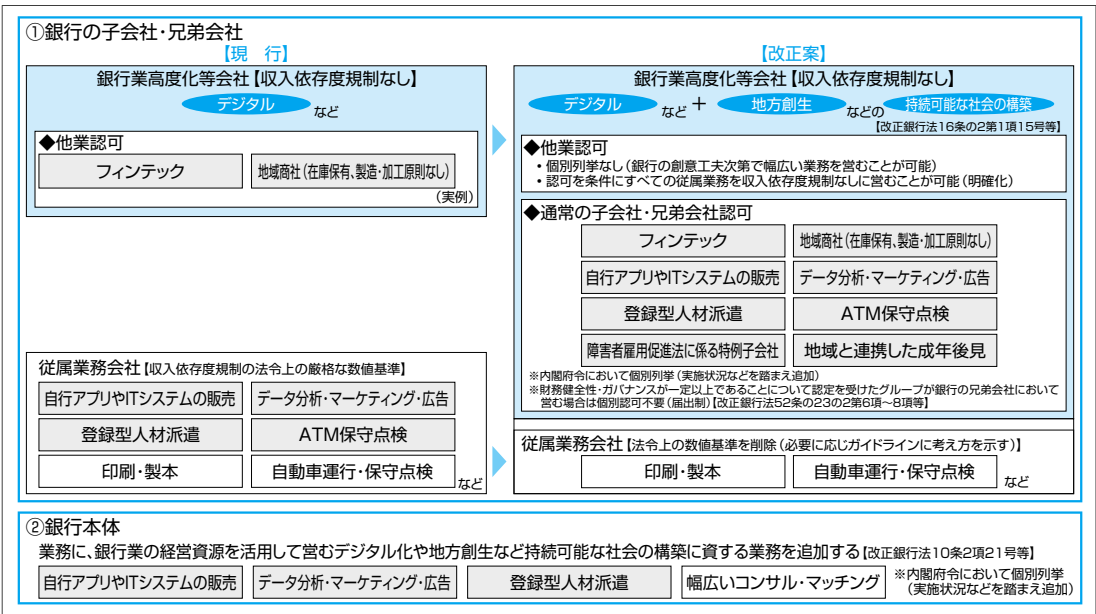 ①銀行の子会社・兄弟会社
【現　行】
銀行業高度化等会社【収入依存度規制なし】
デジタル など
◆他業認可
フィンテック
地域商社(在庫保有、製造・加工原則なし)
(実例)
従属業務会社【収入依存度規制の法令上の厳格な数値基準】
自行アプリやITシステムの販売
データ分析・マーケティング・広告
登録型人材派遣
ATM保守点検
印刷・製本
自動車運行・保守点検
など
【改正案】
銀行業高度化等会社【収入依存度規制なし】
デジタル など + 地方創生 などの 持続可能な社会の構築
【改正銀行法16条の2第1項15号等】
◆他業認可
・個別列挙なし(銀行の創意工夫次第で幅広い業務を営むことが可能)
・認可を条件にすべての従属業務を収入依存度規制なしに営むことが可能(明確化)
◆通常の子会社・兄弟会社認可
フィンテック
地域商社(在庫保有、製造・加工原則なし)
自行アプリやITシステムの販売
データ分析・マーケティング・広告
登録型人材派遣
ATM保守点検
障害者雇用促進法に係る特例子会社
地域と連携した成年後見
※内閣府令において個別列挙(実施状況などを踏まえ追加)
※財務健全性・ガバナンスが一定以上であることについて認定を受けたグループが銀行の兄弟会社において
営む場合は個別認可不要(届出制)【改正銀行法52条の23の2第6項〜8項等】
従属業務会社【法令上の数値基準を削除(必要に応じガイドラインに考え方を示す)】
印刷・製本
自動車運行・保守点検
など
②銀行本体
業務に、銀行業の経営資源を活用して営むデジタル化や地方創生など持続可能な社会の構築に資する業務を追加する【改正銀行法10条2項21号等】
自行アプリやITシステムの販売
データ分析・マーケティング・広告
登録型人材派遣
幅広いコンサル・マッチング
※内閣府令において個別列挙
(実施状況などを踏まえ追加)